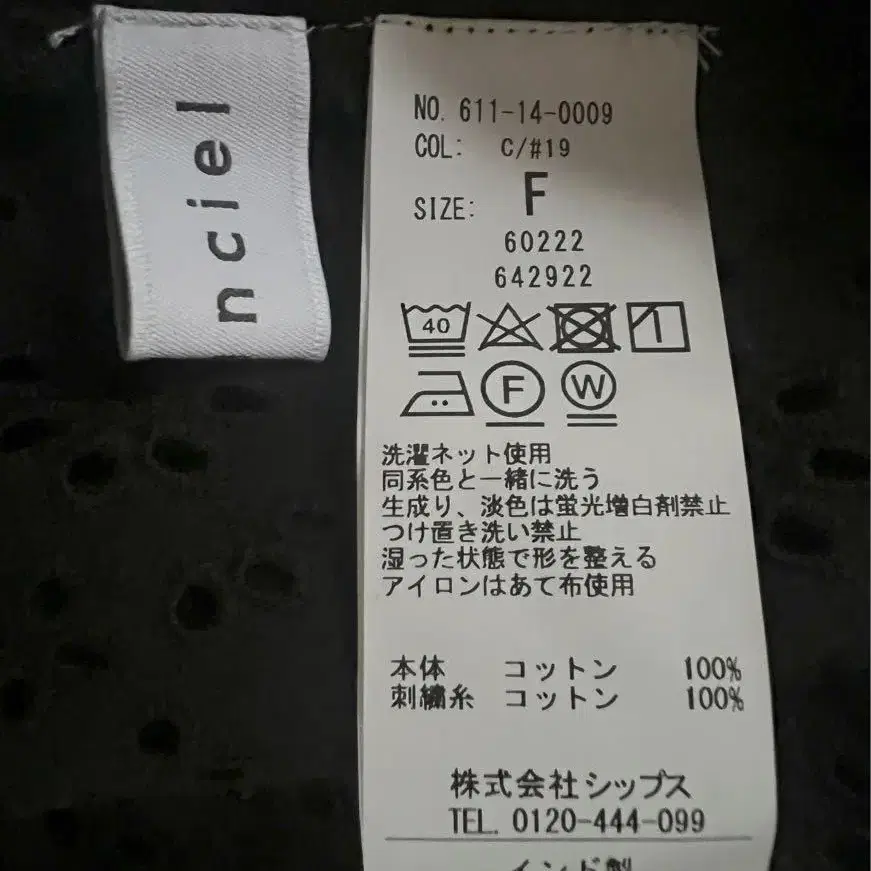 nciel
NO. 611-14-0009
COL: C/#19
SIZE: F
60222
642922
40
F W
洗濯ネット使用
同系色と一緒に洗う
生成り、淡色は蛍光増白剤禁止
つけ置き洗い禁止
湿った状態で形を整える
アイロンはあて布使用
本体 コットン 100%
刺繍糸 コットン 100%
株式会社シップス
TEL. 0120-444-099
インド製